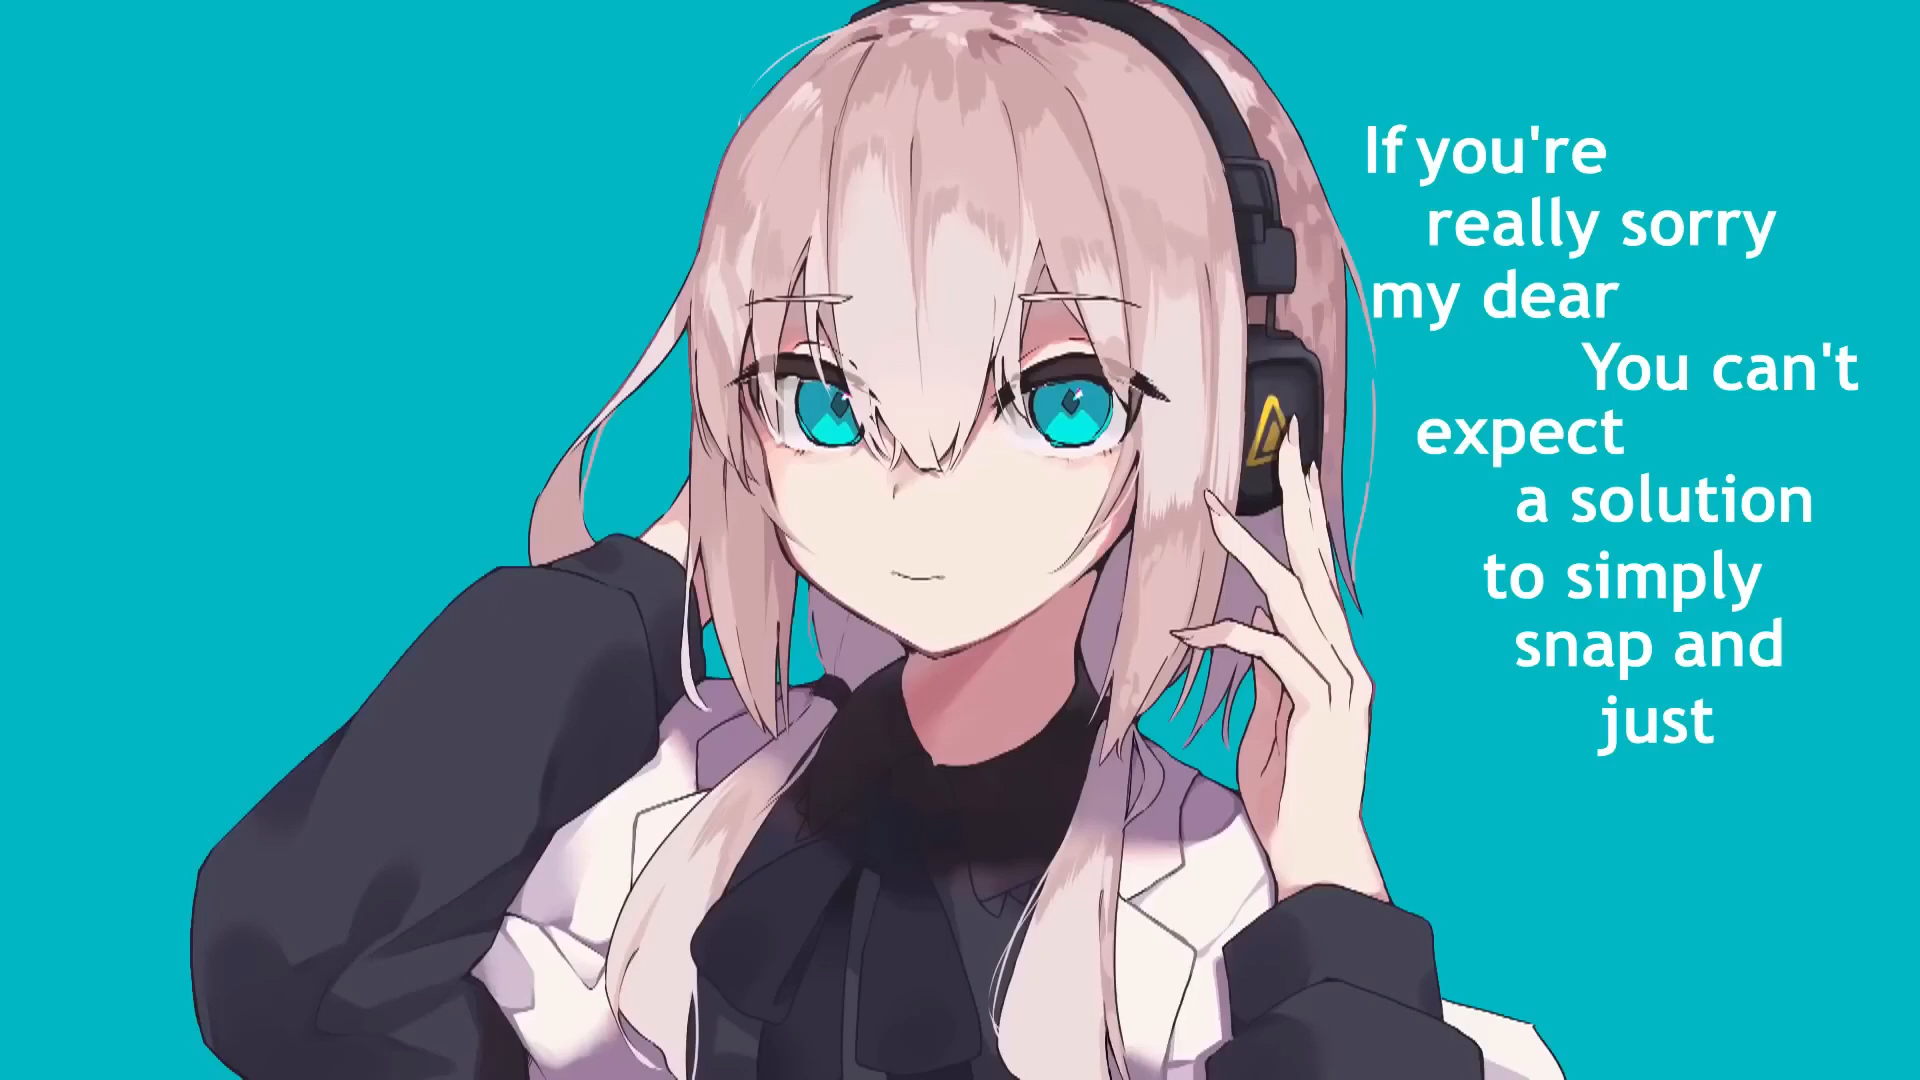 If you're
really sorry
my dear
You can't
expect
a solution
to simply
snap and
just